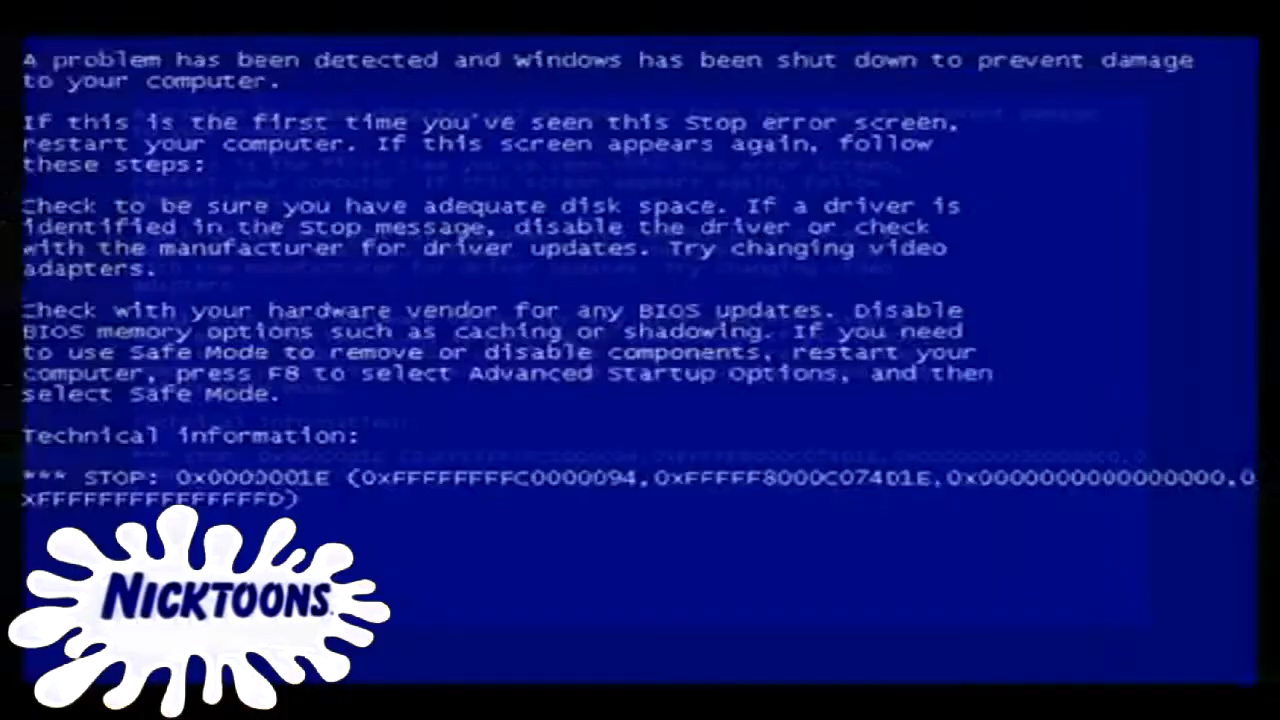 A problem has been detected and Windows has been shut down to prevent damage
to your computer.
If this is the first time you've seen this Stop error screen,
restart your computer. If this screen appears again, follow
these steps:
Check to be sure you have adequate disk space. If a driver is
identified in the Stop message, disable the driver or check
with the manufacturer for driver updates. Try changing video
adapters.
Check with your hardware vendor for any BIOS updates. Disable
BIOS memory options such as caching or shadowing. If you need
to use Safe Mode to remove or disable components, restart your
computer, press F8 to select Advanced Startup Options, and then
select Safe Mode.
Technical information:
*** STOP: 0x0000001E (0xFFFFFFFFC0000094,0xFFFFF8000C074D1E,0x0000000000000000,0
xFFFFFFFFFFFFFFFD)
NICKTOONS